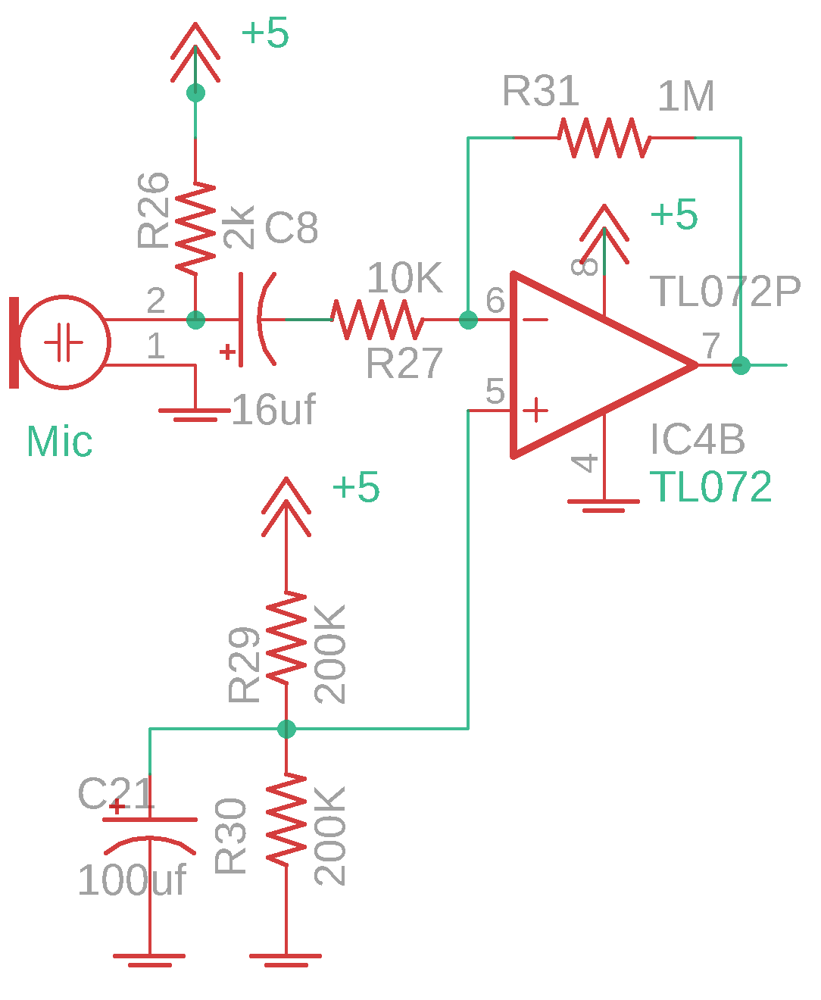 +5
R31
1M
R26
2k
C8
+5
8
10K
TL072P
2
6
1
+
R27
7
5
16uf
Mic
4
IC4B
TL072
+5
R29
200K
C21
+
R30
200K
100uf